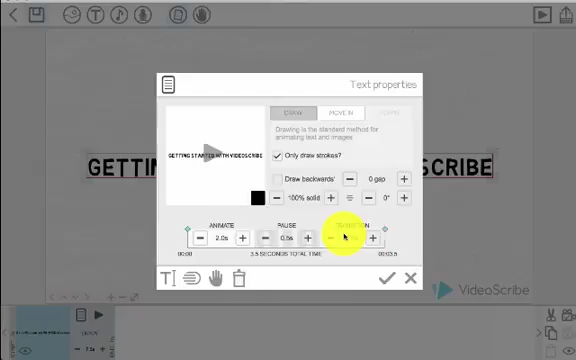 Text properties
DRAW MOVE IN
Drawing is the standard method for
animating text and images
GETTING STARTED WITH VIDEOSCRIBE
Only draw strokes?
Draw backwards: 0 gap
100% solid 0°
ANIMATE PAUSE
2.0s 0.5s
00:00 3.5 SECONDS TOTAL TIME 00:03.5
GETTIN SCRIBE
VideoScribe